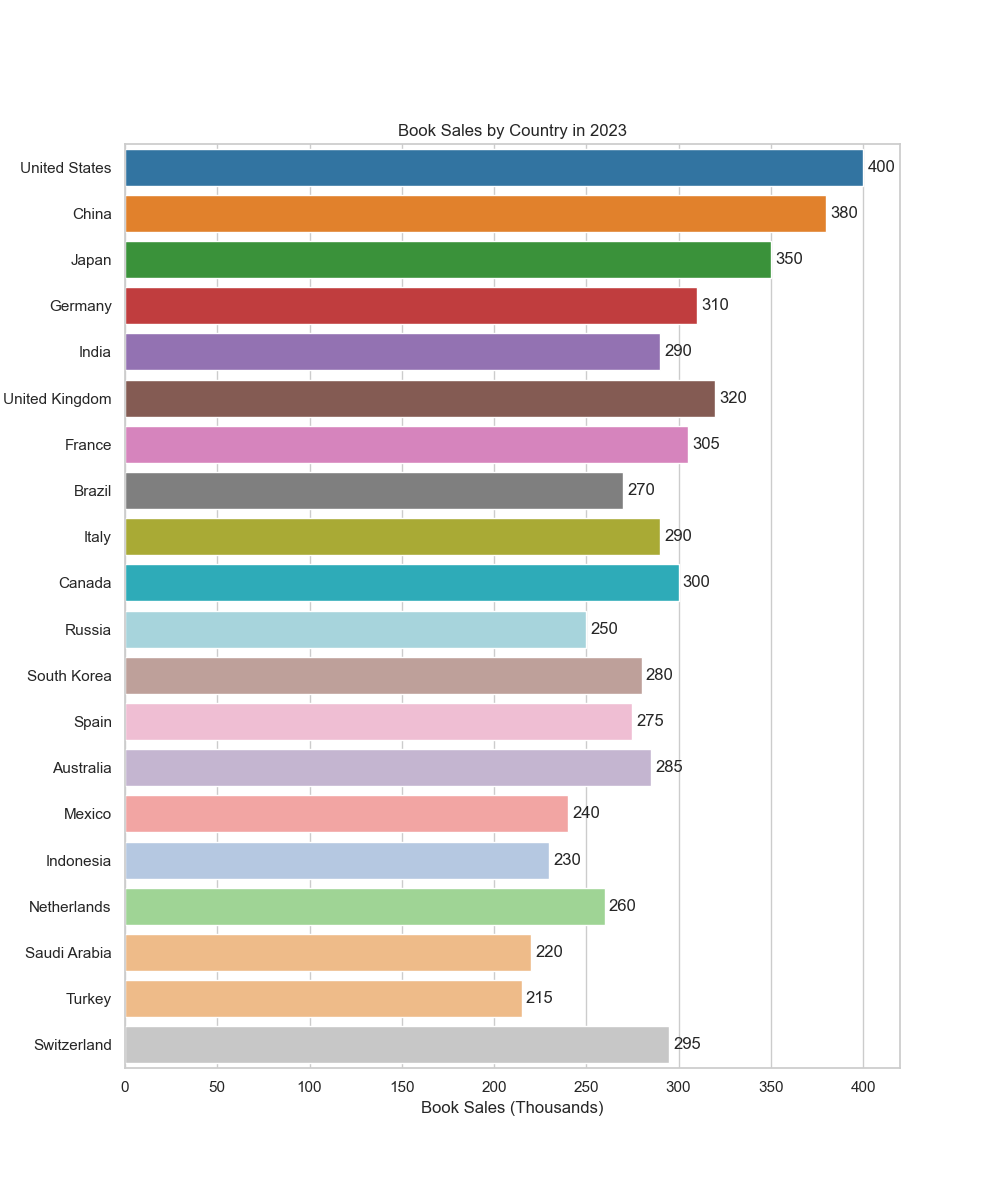 Book Sales by Country in 2023
United States 400
China 380
Japan 350
Germany 310
India 290
United Kingdom 320
France 305
Brazil 270
Italy 290
Canada 300
Russia 250
South Korea 280
Spain 275
Australia 285
Mexico 240
Indonesia 230
Netherlands 260
Saudi Arabia 220
Turkey 215
Switzerland 295
0 50 100 150 200 250 300 350 400
Book Sales (Thousands)